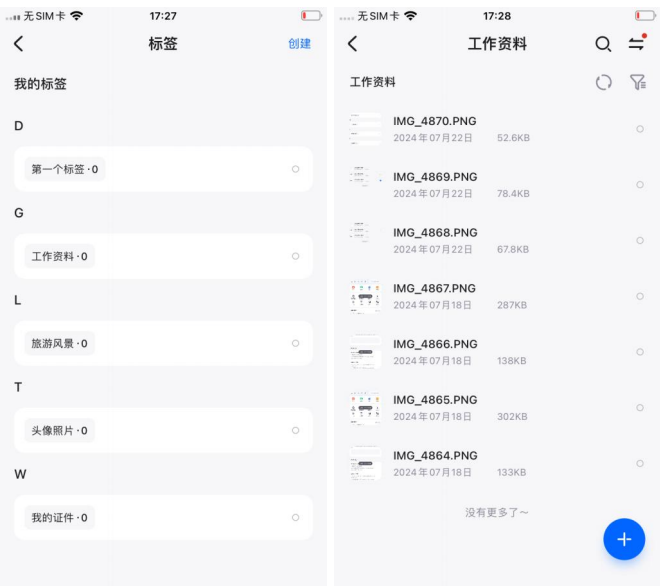 无SIM卡
17:27
标签
创建
我的标签
D
第一个标签·0
G
工作资料·0
L
旅游风景·0
T
头像照片·0
W
我的证件·0
无SIM卡
17:28
工作资料
工作资料
IMG_4870.PNG
2024年07月22日 52.6KB
IMG_4869.PNG
2024年07月22日 78.4KB
IMG_4868.PNG
2024年07月22日 67.8KB
IMG_4867.PNG
2024年07月18日 287KB
IMG_4866.PNG
2024年07月18日 138KB
IMG_4865.PNG
2024年07月18日 302KB
IMG_4864.PNG
2024年07月18日 133KB
没有更多了~